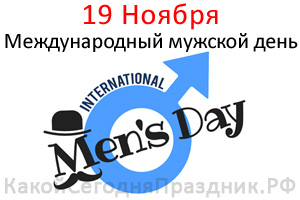 19 Ноября
Международный мужской день
INTERNATIONAL
Men's Day
КакойСегодняПраздник.РФ